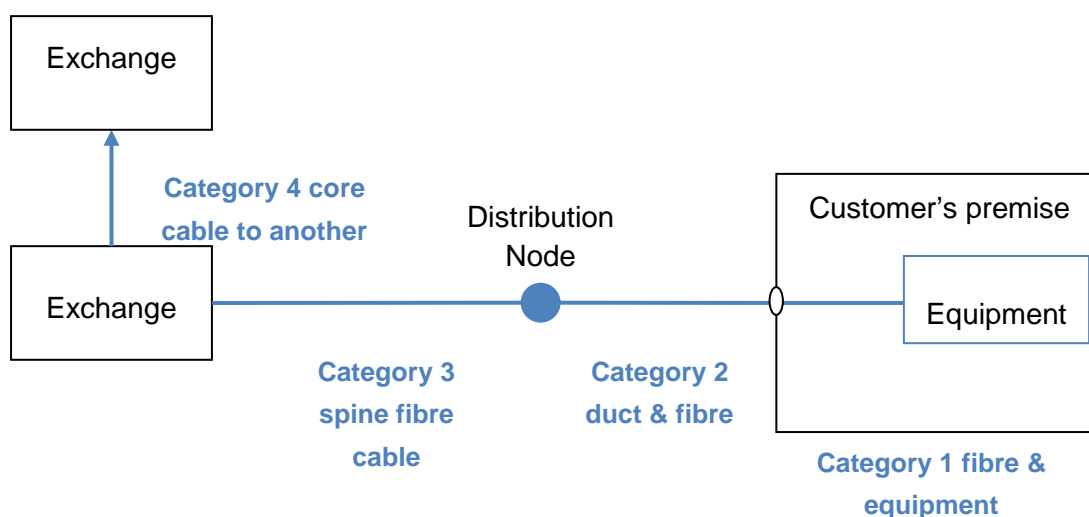 Exchange
Category 4 core
cable to another
Exchange
Distribution
Node
Customer's premise
Equipment
Category 3
spine fibre
cable
Category 2
duct & fibre
Category 1 fibre &
equipment